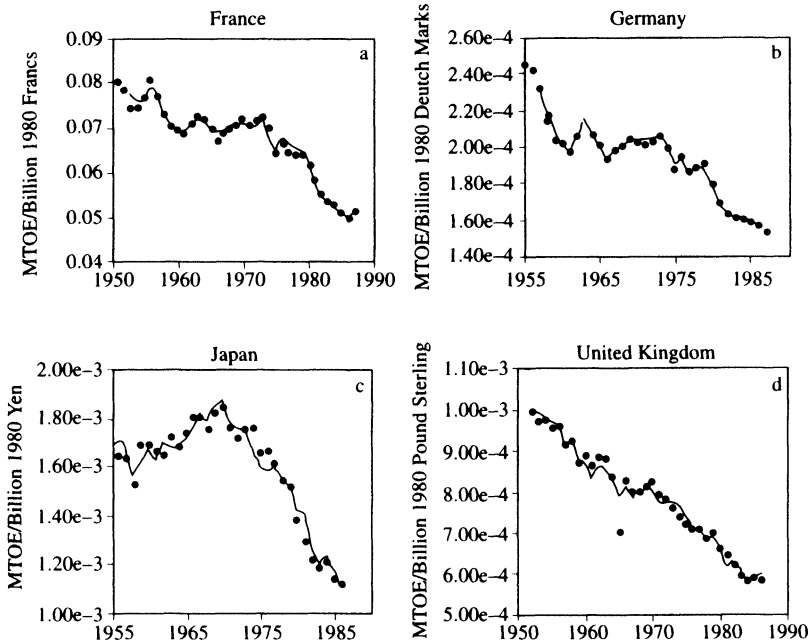 France
a
MTOE/Billion 1980 Francs
0.09
0.08
0.07
0.06
0.05
0.04
1950 1960 1970 1980 1990
Germany
b
MTOE/Billion 1980 Deutch Marks
2.60e−4
2.40e−4
2.20e−4
2.00e−4
1.80e−4
1.60e−4
1.40e−4
1955 1965 1975 1985
Japan
c
MTOE/Billion 1980 Yen
2.00e−3
1.80e−3
1.60e−3
1.40e−3
1.20e−3
1.00e−3
1955 1965 1975 1985
United Kingdom
d
MTOE/Billion 1980 Pound Sterling
1.10e−3
1.00e−3
9.00e−4
8.00e−4
7.00e−4
6.00e−4
5.00e−4
1950 1960 1970 1980 1990